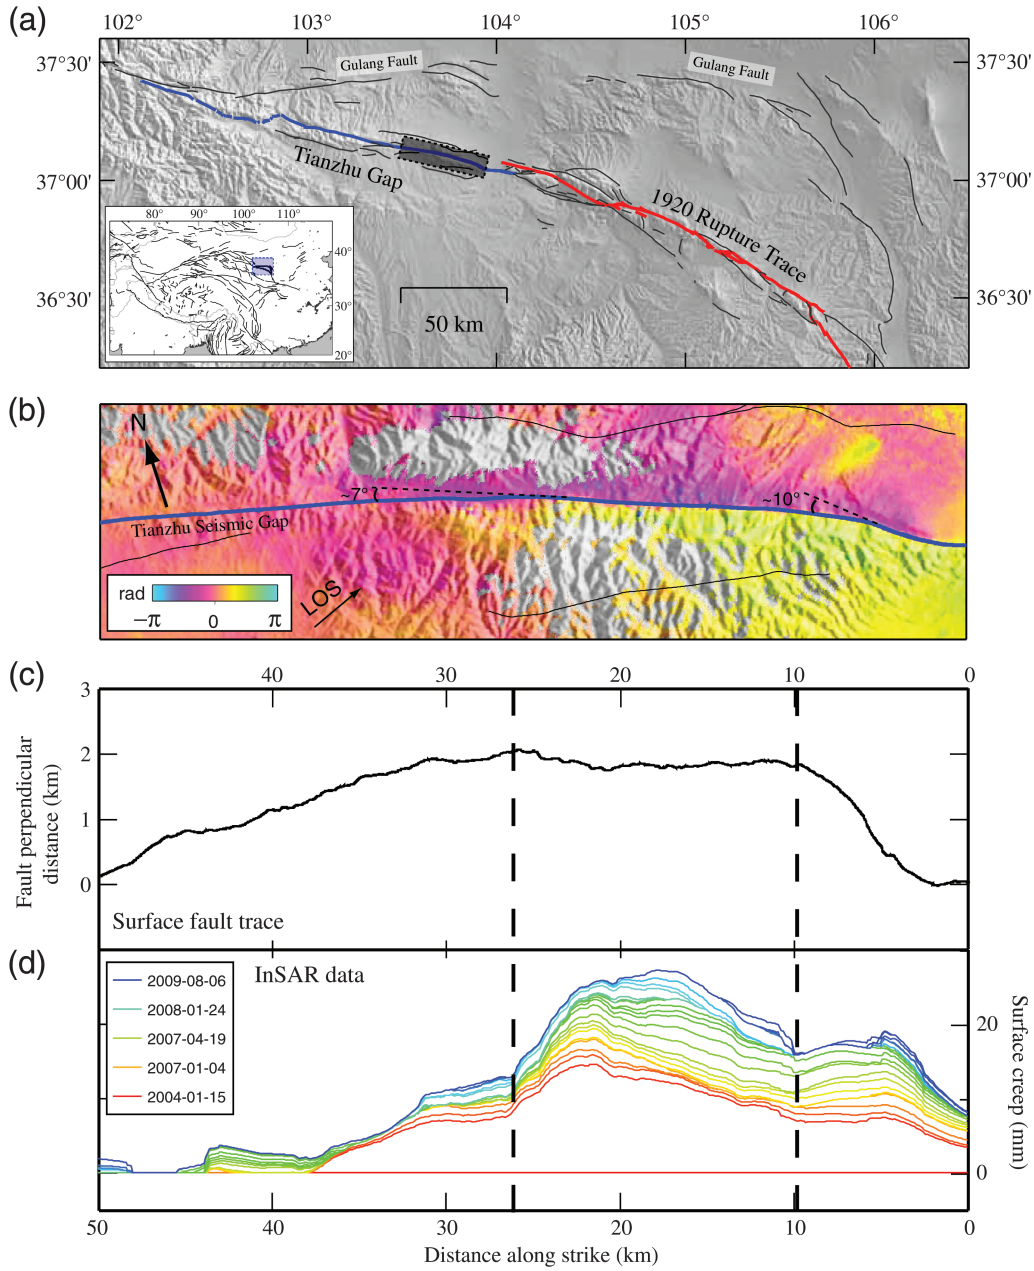 (a)
102° 103° 104° 105° 106°
37°30' 37°30'
Gulang Fault
Gulang Fault
Tianzhu Gap
37°00' 37°00'
1920 Rupture Trace
80° 90° 100° 110°
40°
30°
20°
36°30' 36°30'
50 km
(b)
N
~7°
~10°
Tianzhu Seismic Gap
rad
−π 0 π
LOS
(c)
40 30 20 10 0
3
2
1
0
Fault perpendicular
distance (km)
Surface fault trace
(d)
InSAR data
2009-08-06
2008-01-24
2007-04-19
2007-01-04
2004-01-15
20
0
Surface creep (mm)
50 40 30 20 10 0
Distance along strike (km)